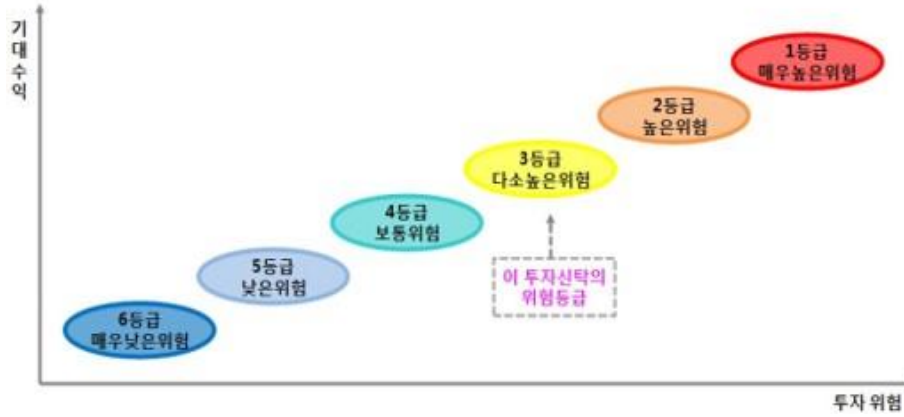 기대수익
1등급
매우높은위험
2등급
높은위험
3등급
다소높은위험
4등급
보통위험
5등급
낮은위험
이 투자신탁의
위험등급
6등급
매우낮은위험
투자 위험